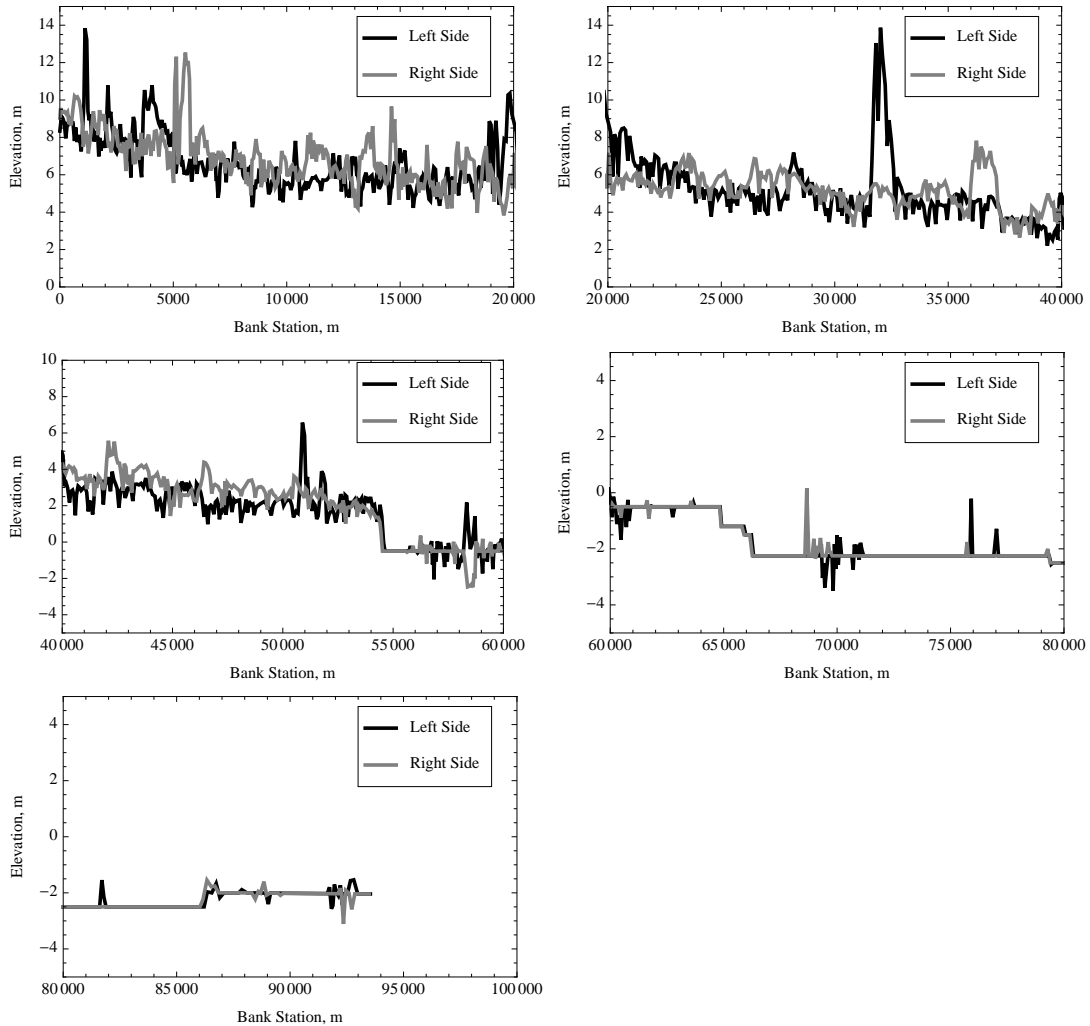 14
12
10
8
6
4
2
0
Elevation, m
Left Side
Right Side
0 5000 10 000 15 000 20 000
Bank Station, m
14
12
10
8
6
4
2
0
Elevation, m
Left Side
Right Side
20 000 25 000 30 000 35 000 40 000
Bank Station, m
10
8
6
4
2
0
−2
−4
Elevation, m
Left Side
Right Side
40 000 45 000 50 000 55 000 60 000
Bank Station, m
4
2
0
−2
−4
Elevation, m
Left Side
Right Side
60 000 65 000 70 000 75 000 80 000
Bank Station, m
4
2
0
−2
−4
Elevation, m
Left Side
Right Side
80 000 85 000 90 000 95 000 100 000
Bank Station, m